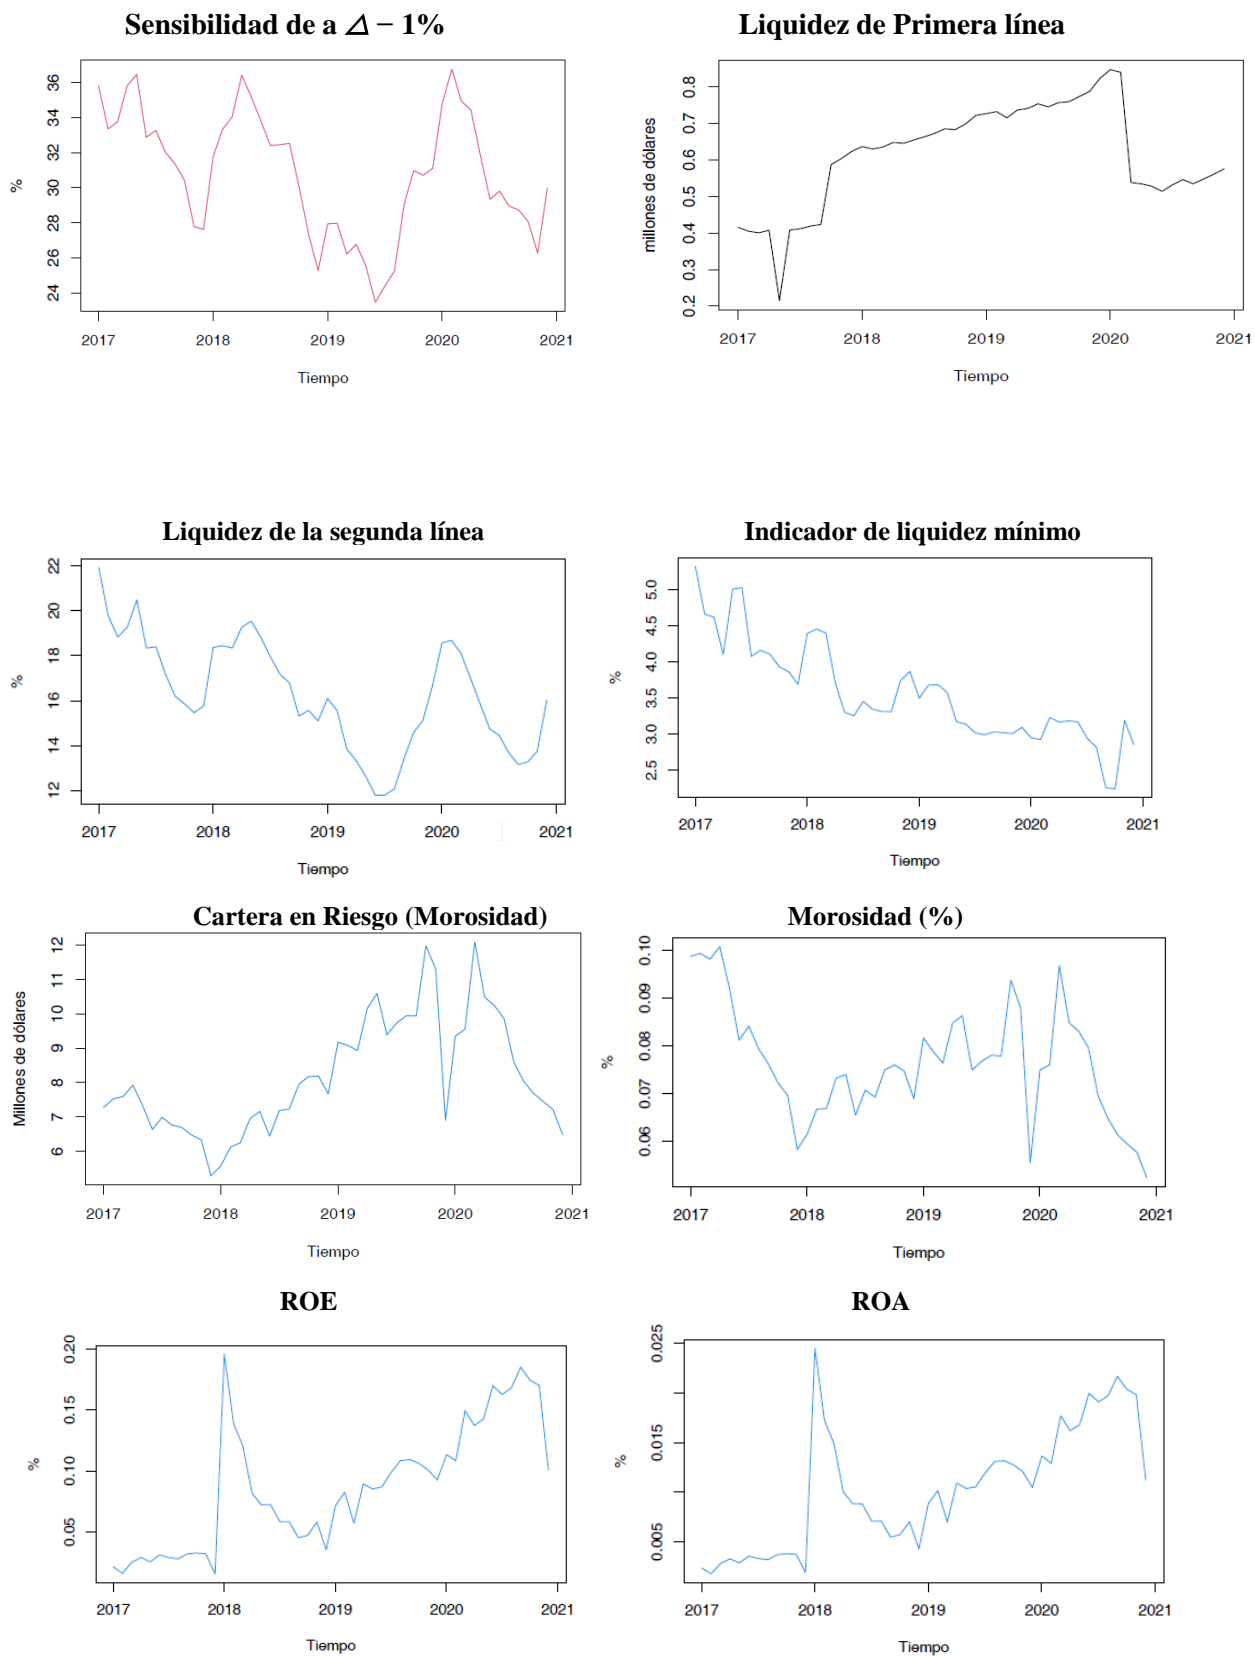 Sensibilidad de a 𝛥 − 1%
Liquidez de Primera línea
%
36
34
32
30
28
26
24
2017 2018 2019 2020 2021
Tiempo
millones de dólares
0.8
0.7
0.6
0.5
0.4
0.3
0.2
2017 2018 2019 2020 2021
Tiempo
Liquidez de la segunda línea
Indicador de liquidez mínimo
%
22
20
18
16
14
12
2017 2018 2019 2020 2021
Tiempo
%
5.0
4.5
4.0
3.5
3.0
2.5
2017 2018 2019 2020 2021
Tiempo
Cartera en Riesgo (Morosidad)
Morosidad (%)
Millones de dólares
12
11
10
9
8
7
6
2017 2018 2019 2020 2021
Tiempo
%
0.10
0.09
0.08
0.07
0.06
2017 2018 2019 2020 2021
Tiempo
ROE
ROA
%
0.20
0.15
0.10
0.05
2017 2018 2019 2020 2021
Tiempo
%
0.025
0.015
0.005
2017 2018 2019 2020 2021
Tiempo